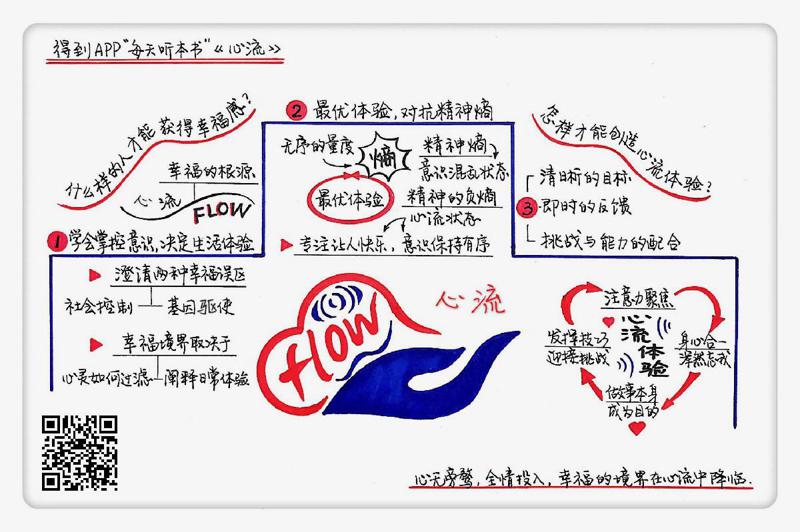 得到APP"每天听本书"《心流》
什么样的人才能获得幸福感？
幸福的根源
心流
FLOW
① 学会掌控意识，决定生活体验
澄清两种幸福误区
社会控制——基因驱使
幸福境界取决于
心灵如何过滤——阐释日常体验
② 最优体验，对抗精神熵
无序的量度
熵
精神熵
意识混乱状态
最优体验
精神的负熵
心流状态
专注让人快乐，意识保持有序
flow
心流
怎样才能创造心流体验？
清晰的目标
③ 即时的反馈
挑战与能力的配合
注意力聚焦
身心合一
浑然忘我
做事本身
成为目的
发挥技巧
迎接挑战
心流体验
心无旁骛，全情投入，幸福的境界在心流中降临.